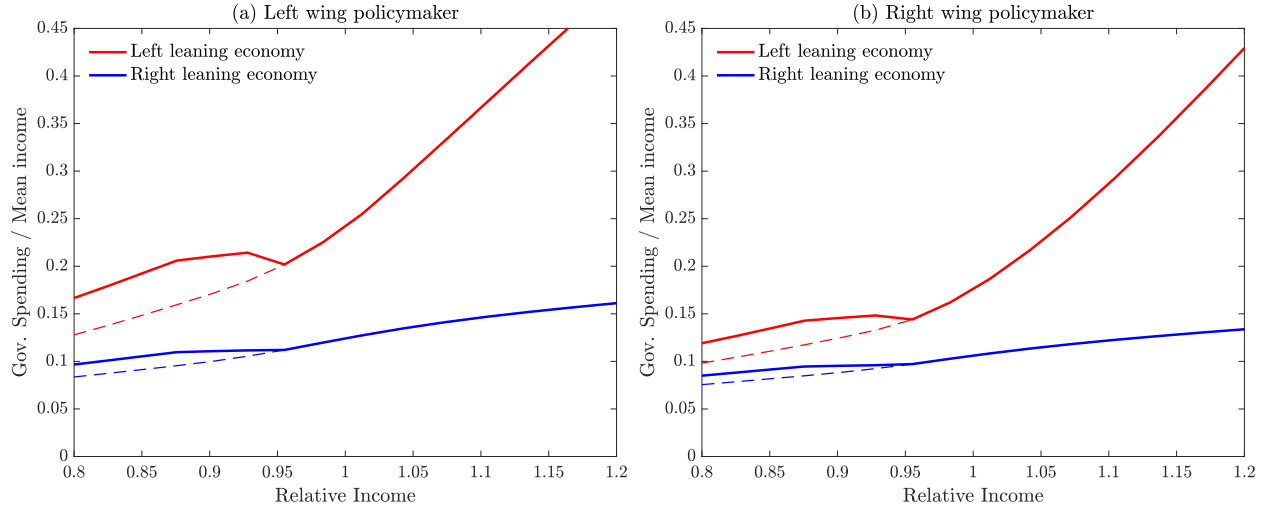 (a) Left wing policymaker
Left leaning economy
Right leaning economy
Gov. Spending / Mean income
0.45
0.4
0.35
0.3
0.25
0.2
0.15
0.1
0.05
0
0.8 0.85 0.9 0.95 1 1.05 1.1 1.15 1.2
Relative Income
(b) Right wing policymaker
Left leaning economy
Right leaning economy
Gov. Spending / Mean income
0.45
0.4
0.35
0.3
0.25
0.2
0.15
0.1
0.05
0
0.8 0.85 0.9 0.95 1 1.05 1.1 1.15 1.2
Relative Income